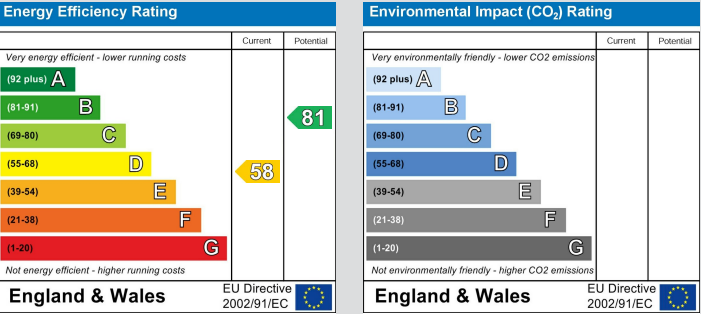 Energy Efficiency Rating
Current Potential
Very energy efficient - lower running costs
(92 plus) A
(81-91) B
81
(69-80) C
(55-68) D
58
(39-54) E
(21-38) F
(1-20) G
Not energy efficient - higher running costs
England & Wales
EU Directive
2002/91/EC
Environmental Impact (CO₂) Rating
Current Potential
Very environmentally friendly - lower CO2 emissions
(92 plus) A
(81-91) B
(69-80) C
(55-68) D
(39-54) E
(21-38) F
(1-20) G
Not environmentally friendly - higher CO2 emissions
England & Wales
EU Directive
2002/91/EC